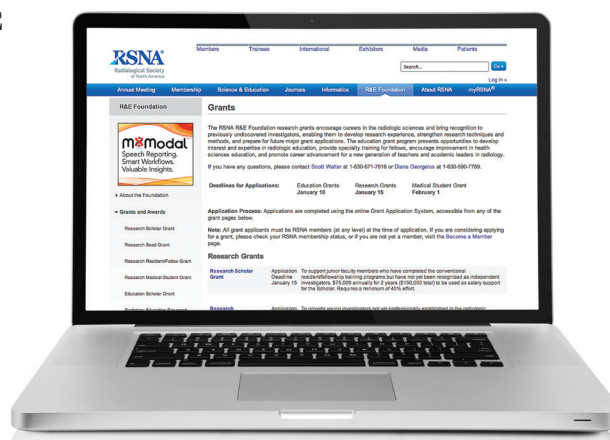 RSNA®
Radiological Society
of North America
Members Trainees International Exhibitors Media Patients
Search... Go
Log in »
Annual Meeting Membership Science & Education Journals Informatics R&E Foundation About RSNA myRSNA®
R&E Foundation
M*Modal
Speech Reporting.
Smart Workflows.
Valuable Insights.
About the Foundation
Grants and Awards
Research Scholar Grant
Research Seed Grant
Research Resident/Fellow Grant
Research Medical Student Grant
Education Scholar Grant
Radiology Education Research
Grants
The RSNA R&E Foundation research grants encourage careers in the radiologic sciences and bring recognition to
previously undiscovered investigators, enabling them to develop research experience, strengthen research techniques and
methods, and prepare for future major grant applications. The education grant program presents opportunities to develop
interest and expertise in radiologic education, provide specialty training for fellows, encourage improvement in health
sciences education, and promote career advancement for a new generation of teachers and academic leaders in radiology.
If you have any questions, please contact Scott Walter at 1-630-571-7816 or Diane Georgelos at 1-630-590-7789.
Deadlines for Applications: Education Grants Research Grants Medical Student Grant
January 10 January 15 February 1
Application Process: Applications are completed using the online Grant Application System, accessible from any of the
grant pages below.
Note: All grant applicants must be RSNA members (at any level) at the time of application. If you are considering applying
for a grant, please check your RSNA membership status, or if you are not yet a member, visit the Become a Member
page.
Research Grants
Research Scholar Application To support junior faculty members who have completed the conventional
Grant Deadline resident/fellowship training programs but have not yet been recognized as independent
January 15 investigators. $75,000 annually for 2 years ($150,000 total) to be used as salary support
for the Scholar. Requires a minimum of 40% effort.
Research Application To provide young investigators not yet professionally established in the radiologic